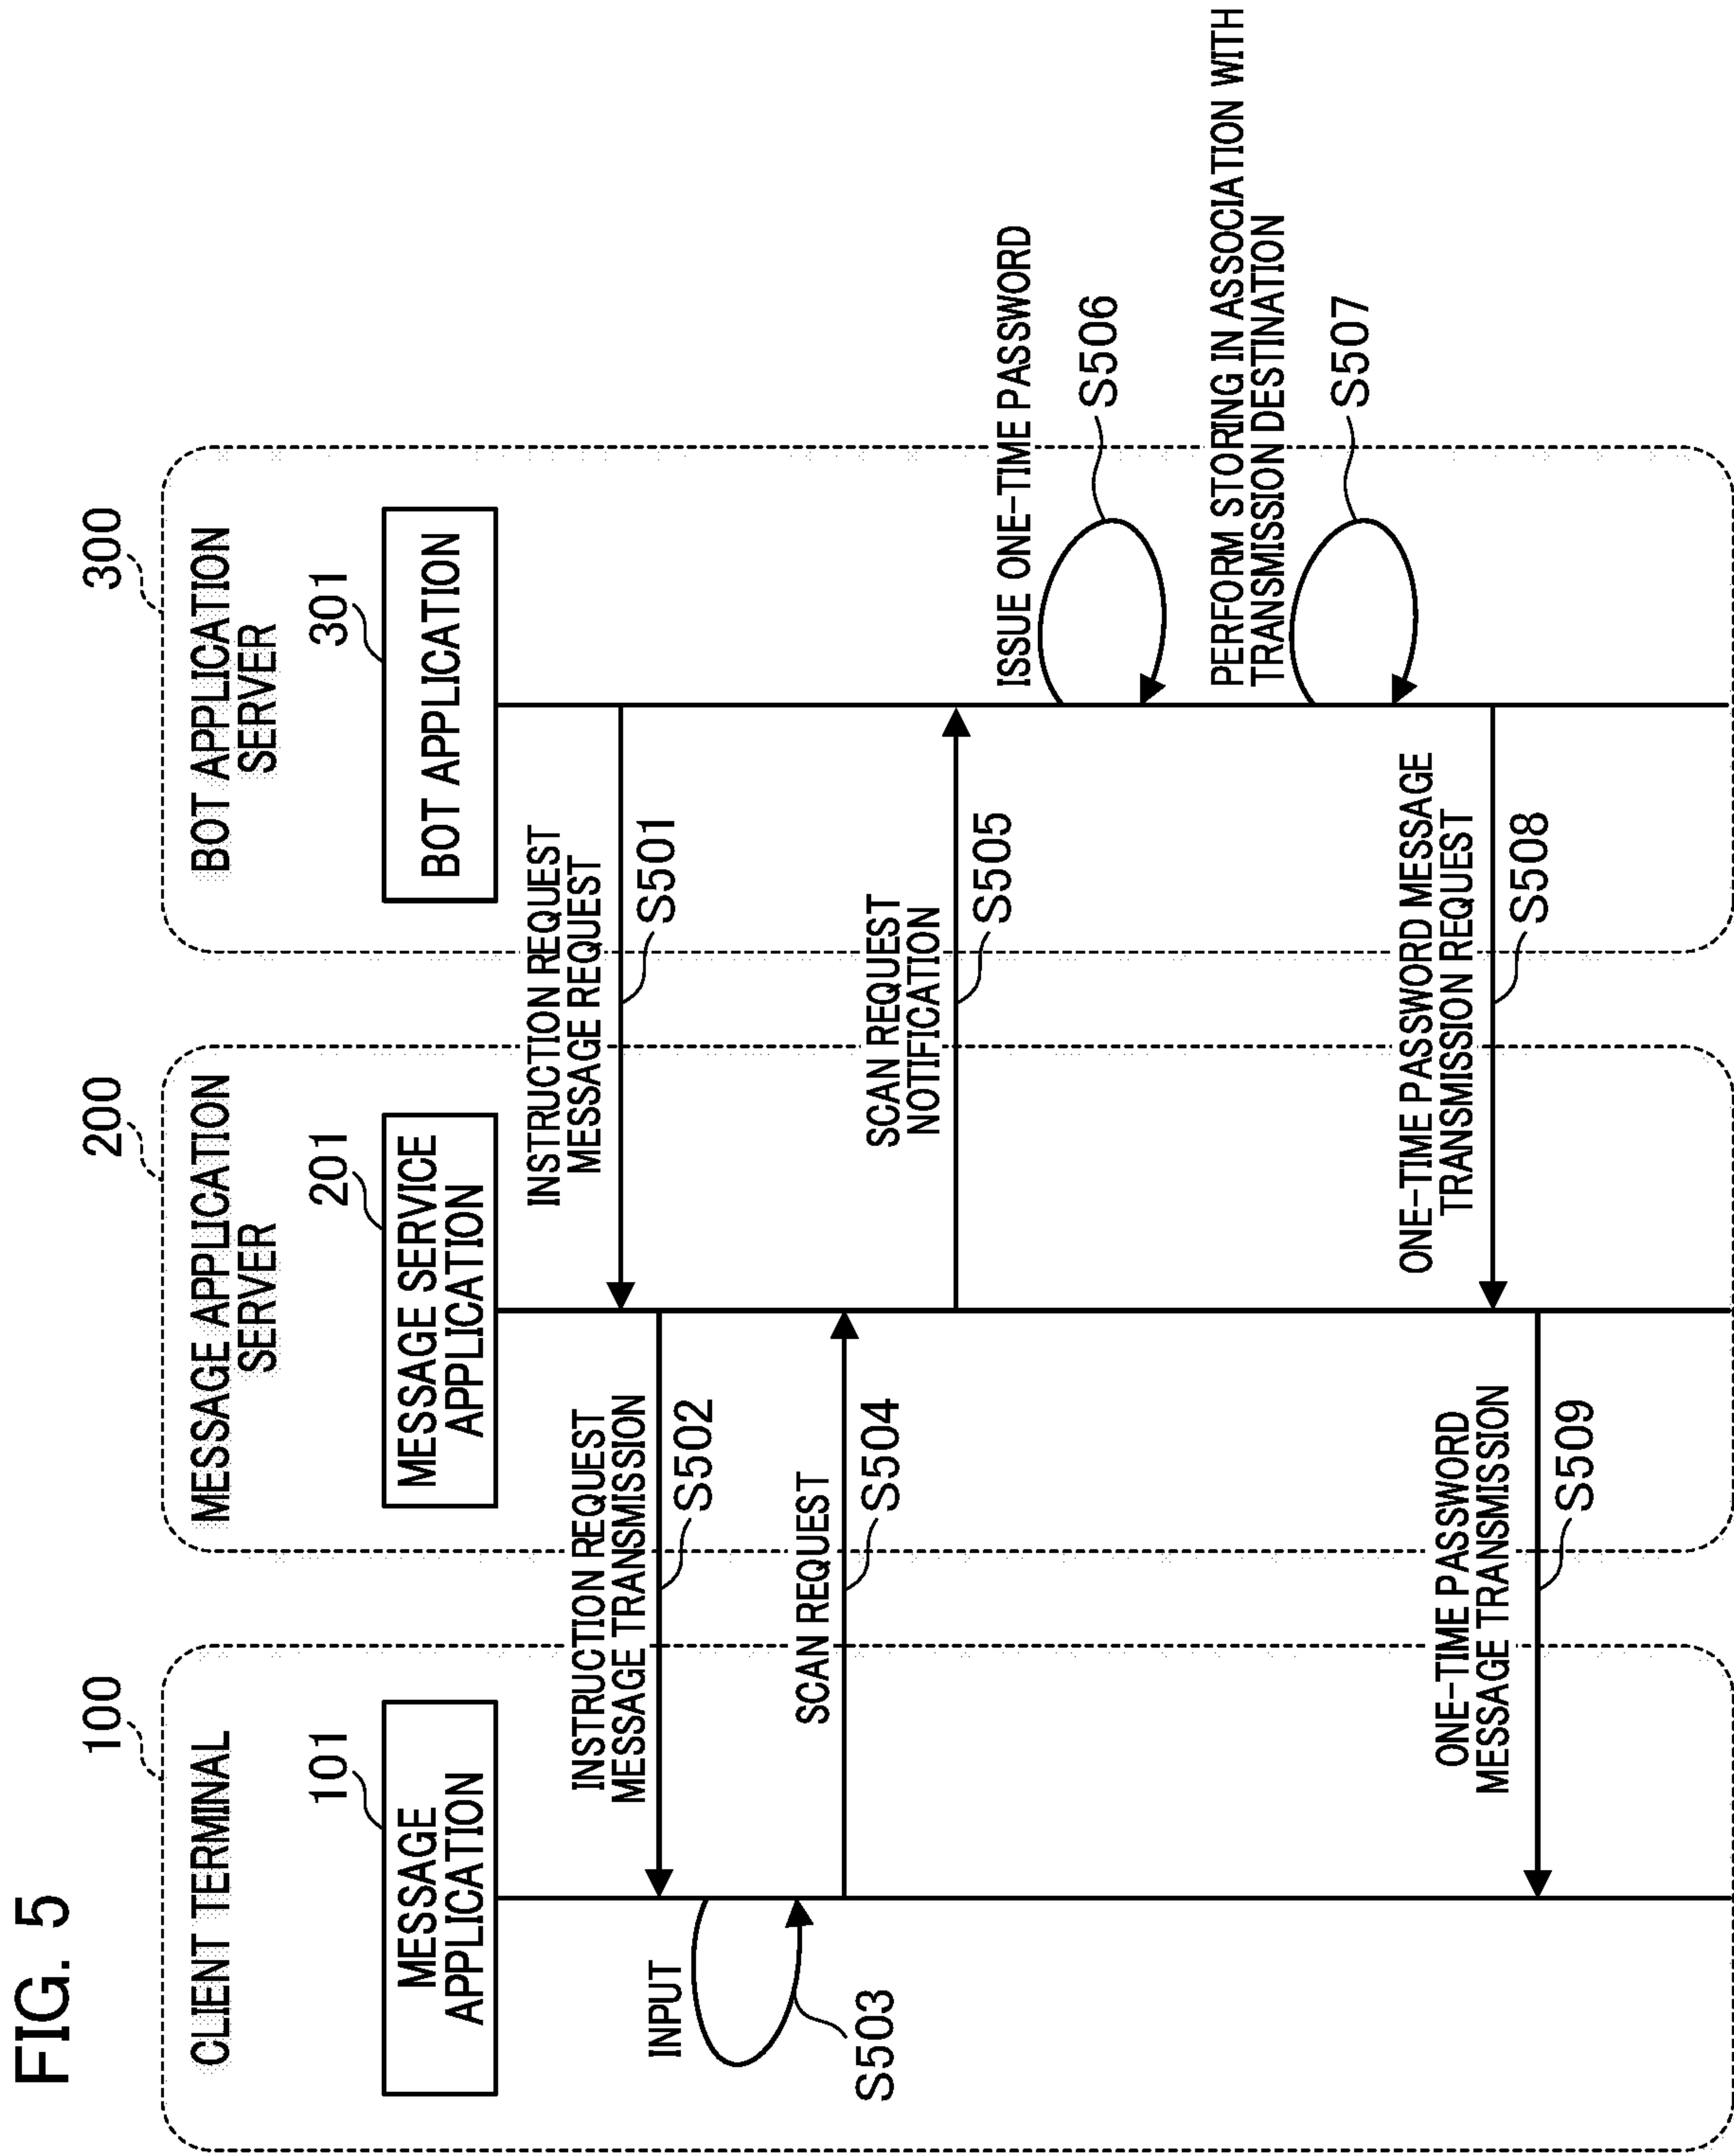 FIG. 5
100
CLIENT TERMINAL
101
MESSAGE
APPLICATION
200
MESSAGE APPLICATION
SERVER
201
MESSAGE SERVICE
APPLICATION
300
BOT APPLICATION
SERVER
301
BOT APPLICATION
INSTRUCTION REQUEST
MESSAGE REQUEST
S501
INSTRUCTION REQUEST
MESSAGE TRANSMISSION
S502
INPUT
S503
SCAN REQUEST
S504
SCAN REQUEST
NOTIFICATION
S505
ISSUE ONE-TIME PASSWORD
S506
PERFORM STORING IN ASSOCIATION WITH
TRANSMISSION DESTINATION
S507
ONE-TIME PASSWORD MESSAGE
TRANSMISSION REQUEST
S508
ONE-TIME PASSWORD
MESSAGE TRANSMISSION
S509